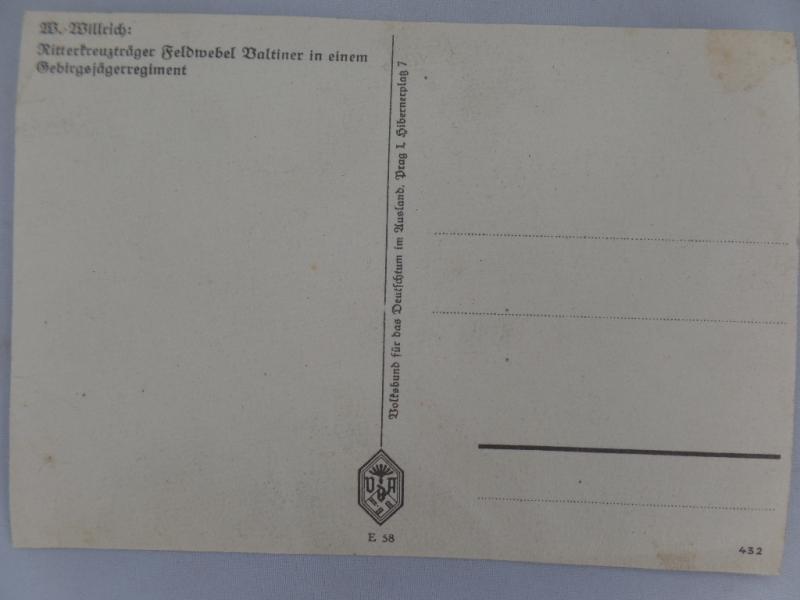 W. Willrich:
Ritterkreuzträger Feldwebel Valtiner in einem
Gebirgsjägerregiment
Volksbund für das Deutschtum im Ausland. Prag I, Hibernerplatz 7
VDA
E 58
432